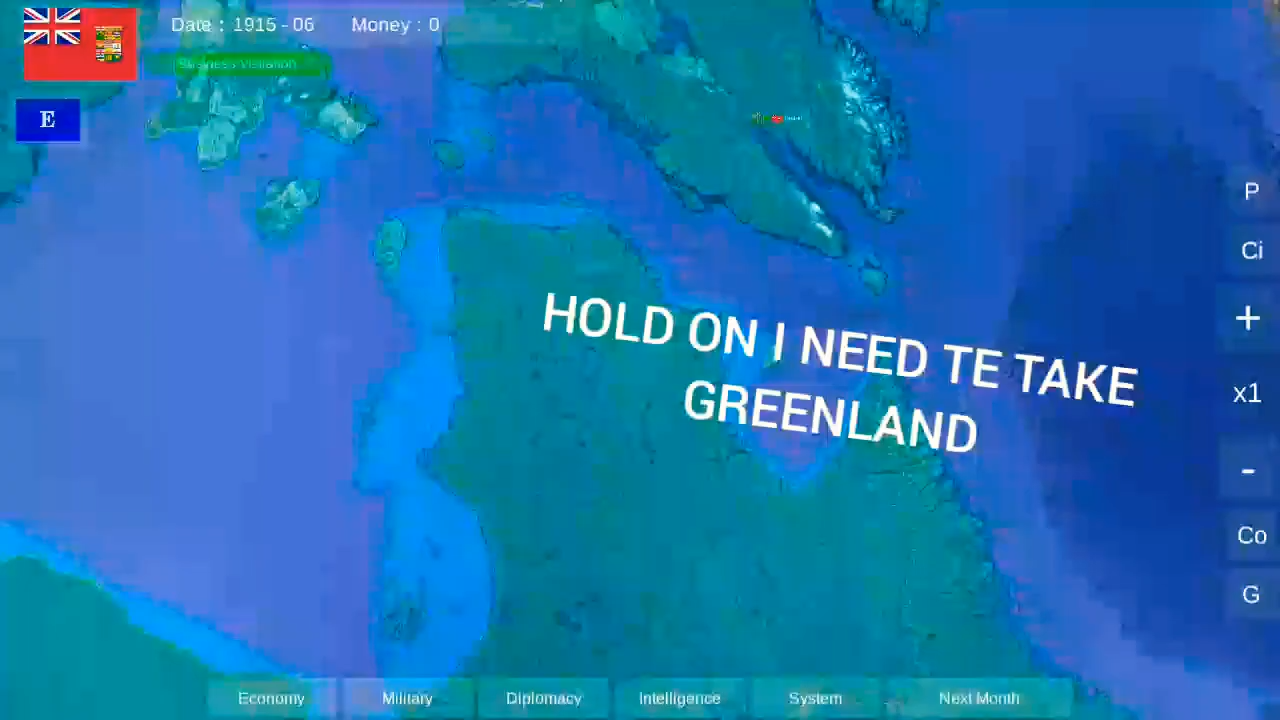 Date : 1915 - 06 Money : 0
E
P
Ci
+
HOLD ON I NEED TE TAKE
GREENLAND
x1
-
Co
G
Economy Military Diplomacy Intelligence System Next Month